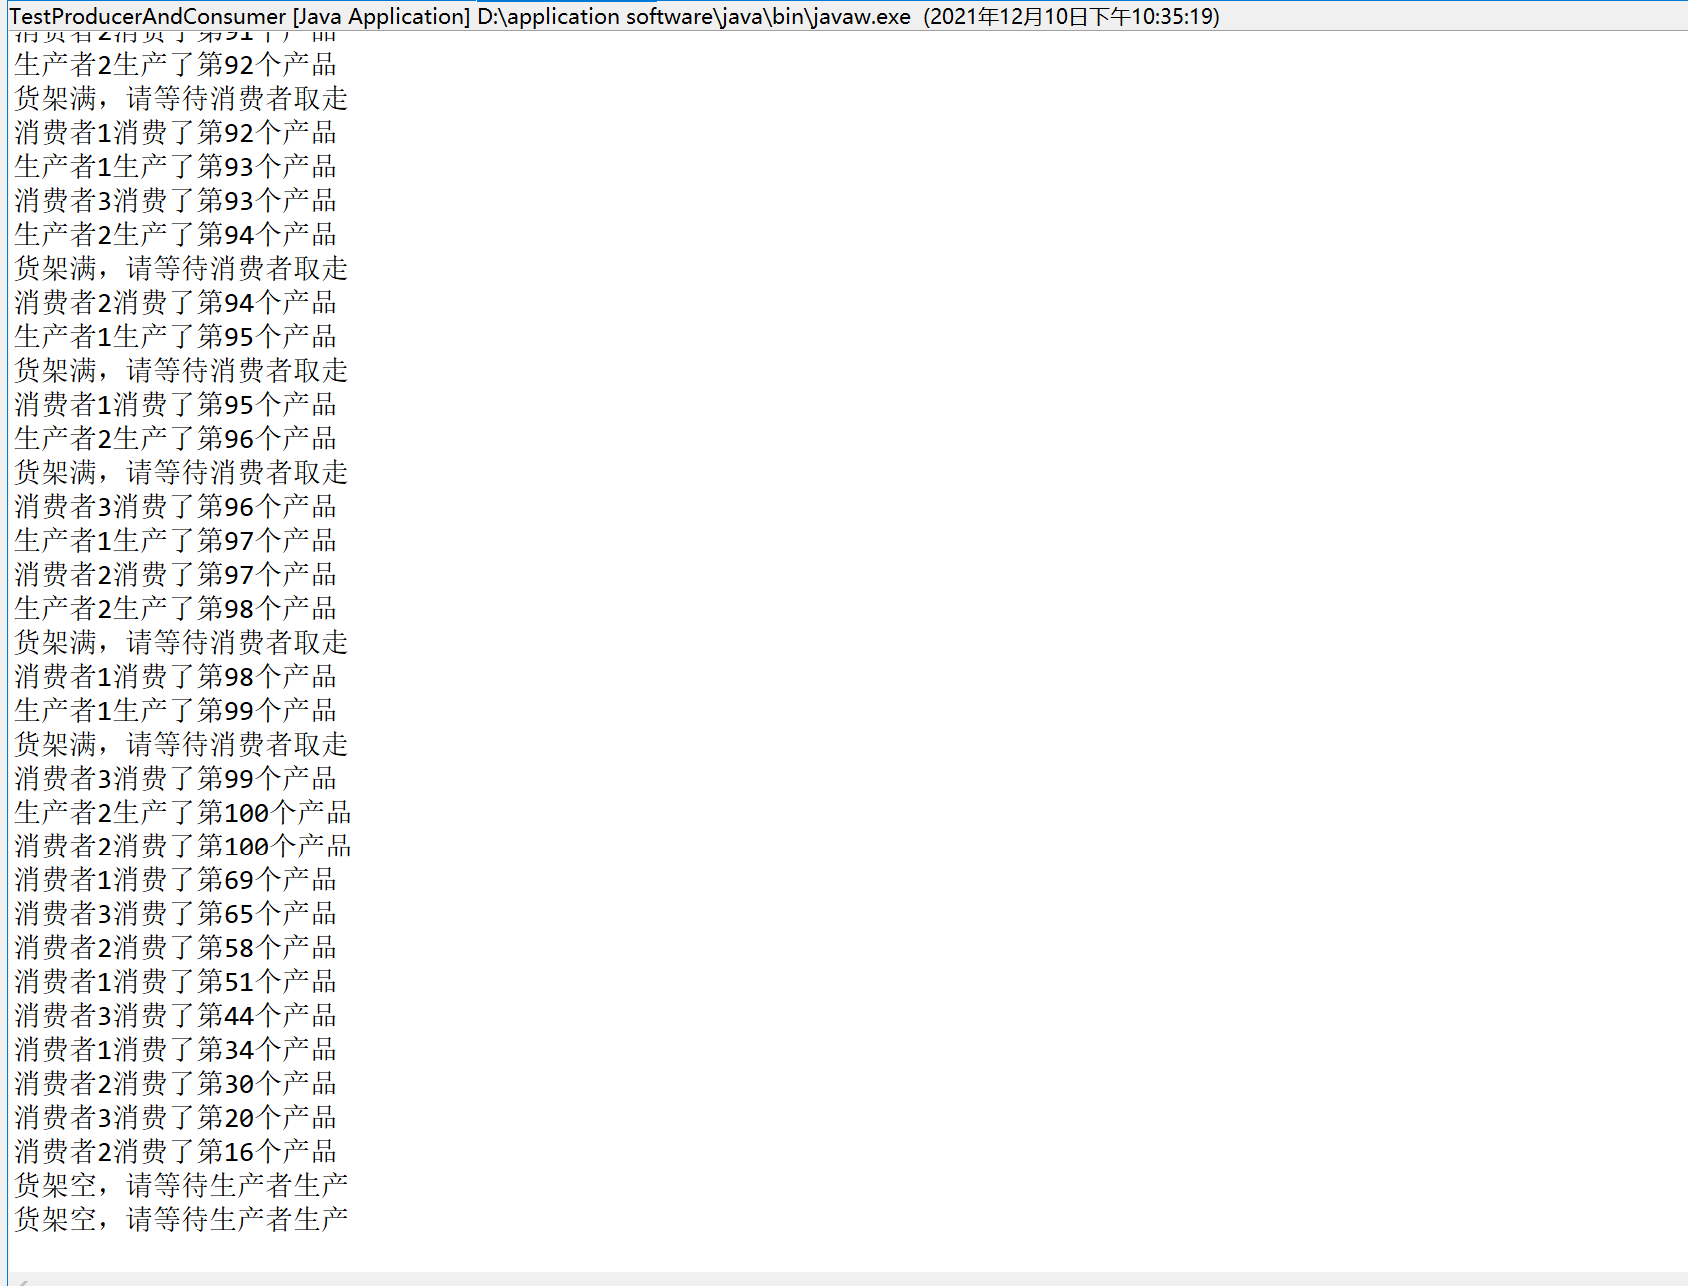 TestProducerAndConsumer [Java Application] D:\application software\java\bin\javaw.exe (2021年12月10日下午10:35:19)
消费者2消费了第91个产品
生产者2生产了第92个产品
货架满，请等待消费者取走
消费者1消费了第92个产品
生产者1生产了第93个产品
消费者3消费了第93个产品
生产者2生产了第94个产品
货架满，请等待消费者取走
消费者2消费了第94个产品
生产者1生产了第95个产品
货架满，请等待消费者取走
消费者1消费了第95个产品
生产者2生产了第96个产品
货架满，请等待消费者取走
消费者3消费了第96个产品
生产者1生产了第97个产品
消费者2消费了第97个产品
生产者2生产了第98个产品
货架满，请等待消费者取走
消费者1消费了第98个产品
生产者1生产了第99个产品
货架满，请等待消费者取走
消费者3消费了第99个产品
生产者2生产了第100个产品
消费者2消费了第100个产品
消费者1消费了第69个产品
消费者3消费了第65个产品
消费者2消费了第58个产品
消费者1消费了第51个产品
消费者3消费了第44个产品
消费者1消费了第34个产品
消费者2消费了第30个产品
消费者3消费了第20个产品
消费者2消费了第16个产品
货架空，请等待生产者生产
货架空，请等待生产者生产